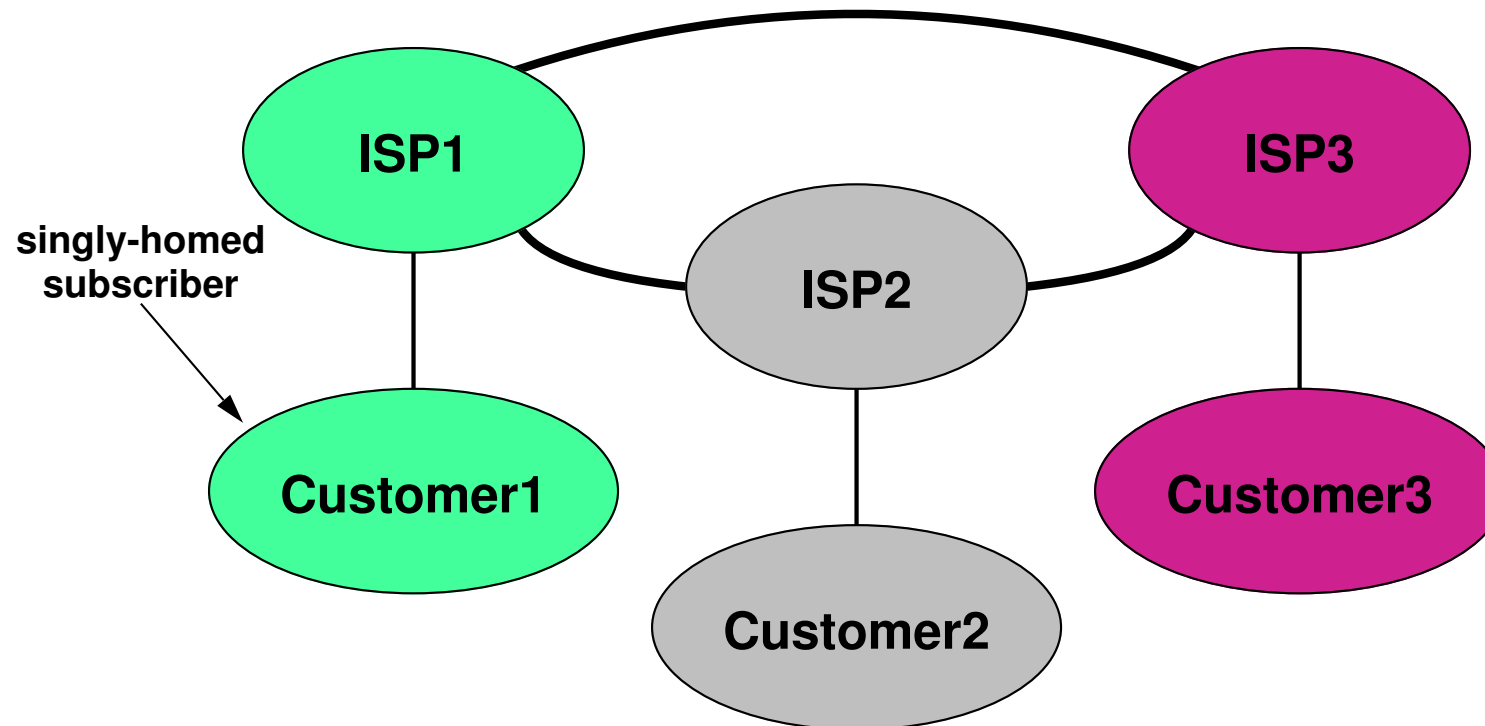 ISP1
ISP3
singly-homed
subscriber
ISP2
Customer1
Customer3
Customer2